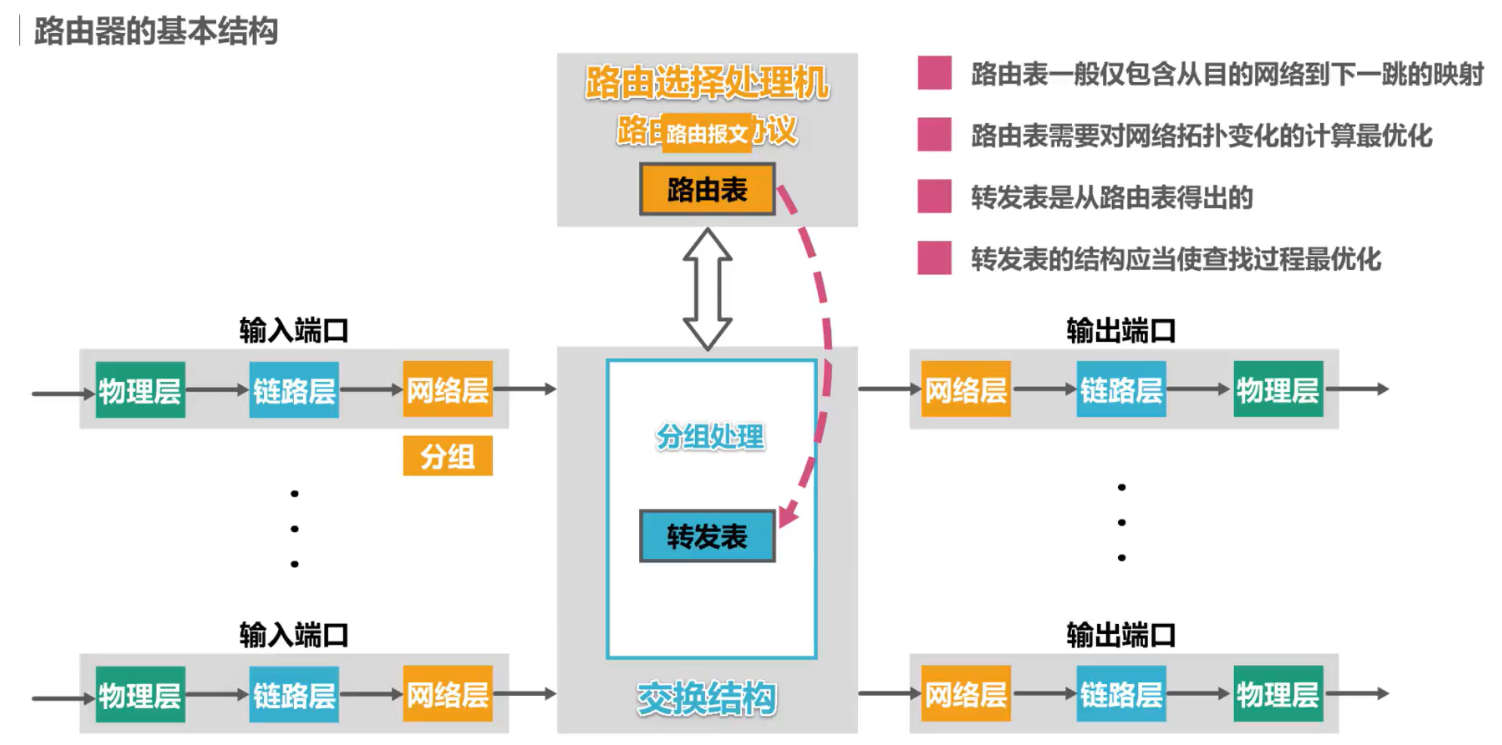 路由器的基本结构
路由选择处理机
路由
路由报文
协议
路由表
路由表一般仅包含从目的网络到下一跳的映射
路由表需要对网络拓扑变化的计算最优化
转发表是从路由表得出的
转发表的结构应当使查找过程最优化
输入端口
物理层
链路层
网络层
分组
分组处理
转发表
交换结构
输出端口
网络层
链路层
物理层
输入端口
物理层
链路层
网络层
输出端口
网络层
链路层
物理层